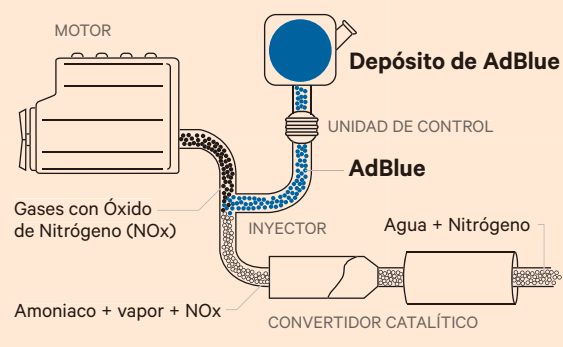 MOTOR
Depósito de AdBlue
UNIDAD DE CONTROL
AdBlue
Gases con Óxido
de Nitrógeno (NOx)
INYECTOR
Agua + Nitrógeno
Amoniaco + vapor + NOx
CONVERTIDOR CATALÍTICO